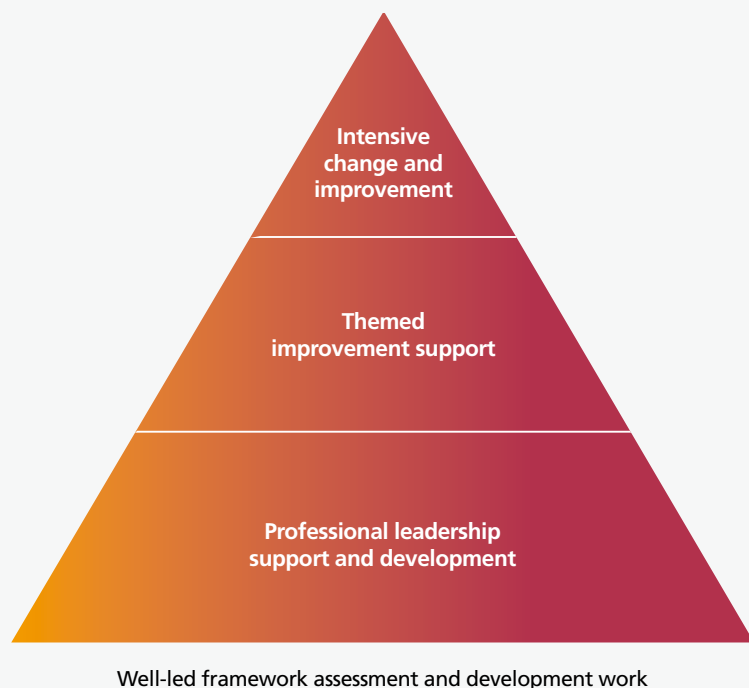 Intensive
change and
improvement
Themed
improvement support
Professional leadership
support and development
Well-led framework assessment and development work